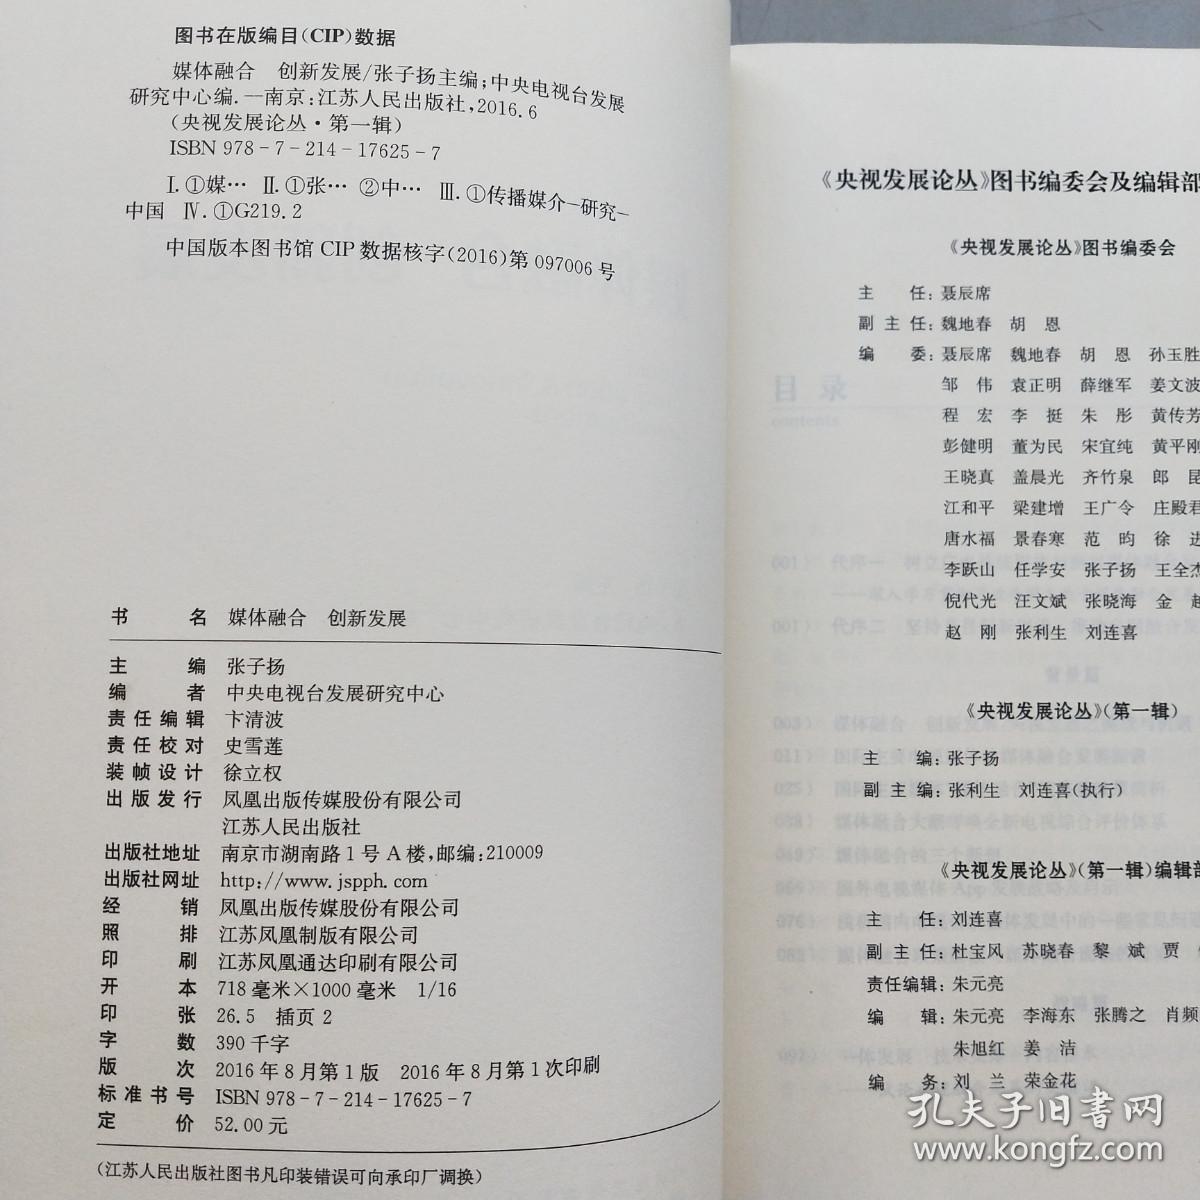 图书在版编目(CIP)数据
媒体融合 创新发展/张子扬主编;中央电视台发展
研究中心编. —南京:江苏人民出版社,2016.6
(央视发展论丛·第一辑)
ISBN 978-7-214-17625-7
Ⅰ.①媒… Ⅱ.①张… ②中… Ⅲ.①传播媒介-研究-
中国 Ⅳ.①G219.2
中国版本图书馆 CIP 数据核字(2016)第 097006 号
书 名 媒体融合 创新发展
主 编 张子扬
编 者 中央电视台发展研究中心
责任编辑 卞清波
责任校对 史雪莲
装帧设计 徐立权
出版发行 凤凰出版传媒股份有限公司
江苏人民出版社
出版社地址 南京市湖南路1号A楼,邮编:210009
出版社网址 http://www.jspph.com
经 销 凤凰出版传媒股份有限公司
照 排 江苏凤凰制版有限公司
印 刷 江苏凤凰通达印刷有限公司
开 本 718毫米×1000毫米 1/16
印 张 26.5 插页2
字 数 390千字
版 次 2016年8月第1版 2016年8月第1次印刷
标准书号 ISBN 978-7-214-17625-7
定 价 52.00元
(江苏人民出版社图书凡印装错误可向承印厂调换)
《央视发展论丛》图书编委会及编辑部
《央视发展论丛》图书编委会
主 任:聂辰席
副主任:魏地春 胡 恩
编 委:聂辰席 魏地春 胡 恩 孙玉胜
邹 伟 袁正明 薛继军 姜文波
程 宏 李 挺 朱 彤 黄传芳
彭健明 董为民 宋宜纯 黄平刚
王晓真 盖晨光 齐竹泉 郎 昆
江和平 梁建增 王广令 庄殿君
唐水福 景春寒 范 昀 徐 进
李跃山 任学安 张子扬 王全杰
倪代光 汪文斌 张晓海 金 越
赵 刚 张利生 刘连喜
《央视发展论丛》(第一辑)
主 编:张子扬
副主编:张利生 刘连喜(执行)
《央视发展论丛》(第一辑)编辑部
主 任:刘连喜
副主任:杜宝风 苏晓春 黎 斌 贾
责任编辑:朱元亮
编 辑:朱元亮 李海东 张腾之 肖频
朱旭红 姜 洁
编 务:刘 兰 荣金花
目录
contents
孔夫子旧书网
www.kongfz.com